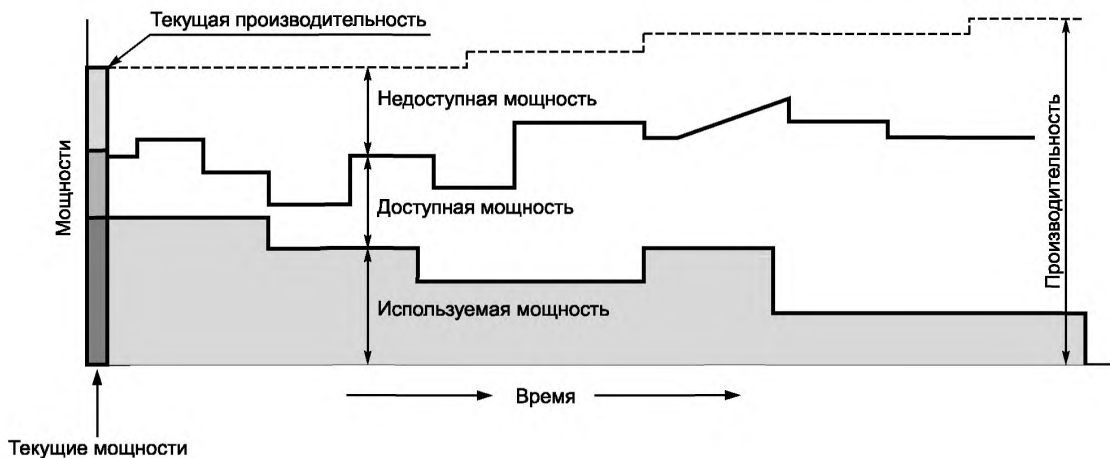 Текущая производительность
Недоступная мощность
Мощности
Доступная мощность
Производительность
Используемая мощность
Время
Текущие мощности